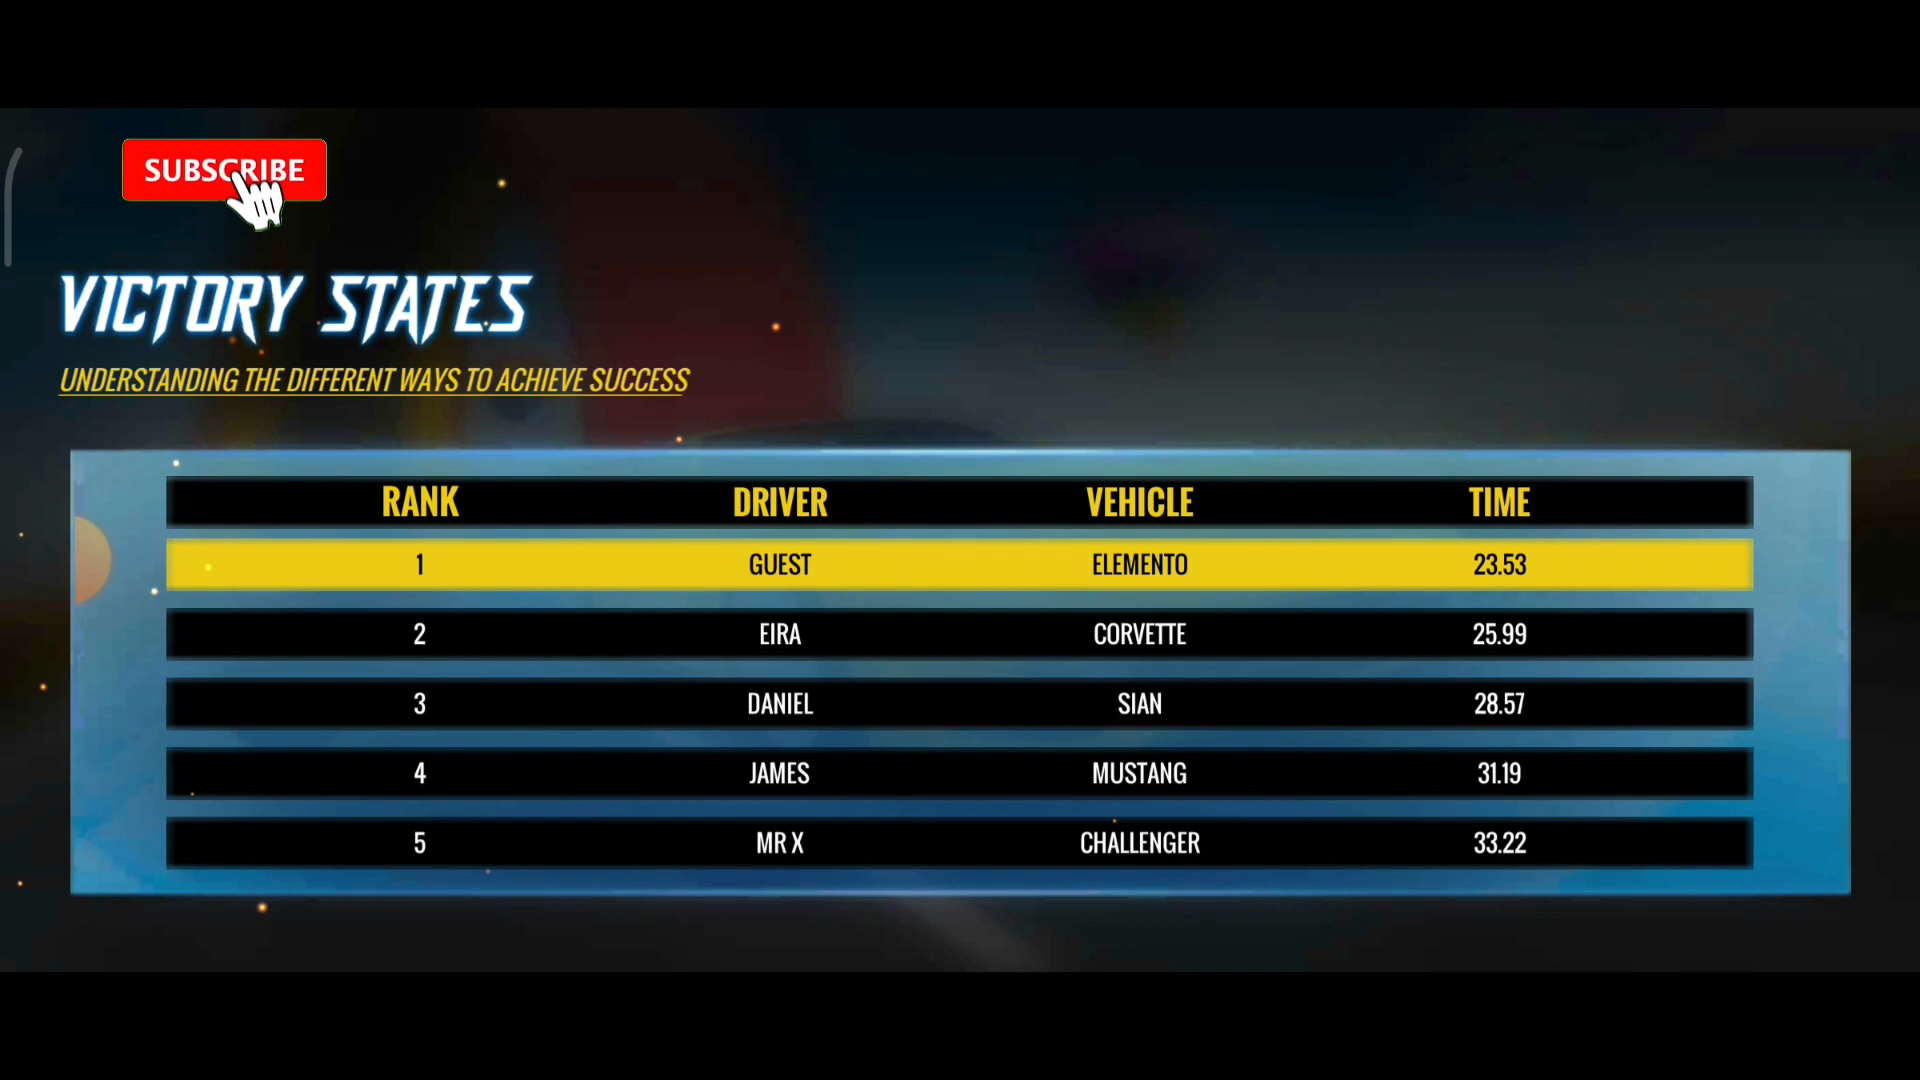 SUBSCRIBE
VICTORY STATES
UNDERSTANDING THE DIFFERENT WAYS TO ACHIEVE SUCCESS
RANK DRIVER VEHICLE TIME
1 GUEST ELEMENTO 23.53
2 EIRA CORVETTE 25.99
3 DANIEL SIAN 28.57
4 JAMES MUSTANG 31.19
5 MR X CHALLENGER 33.22